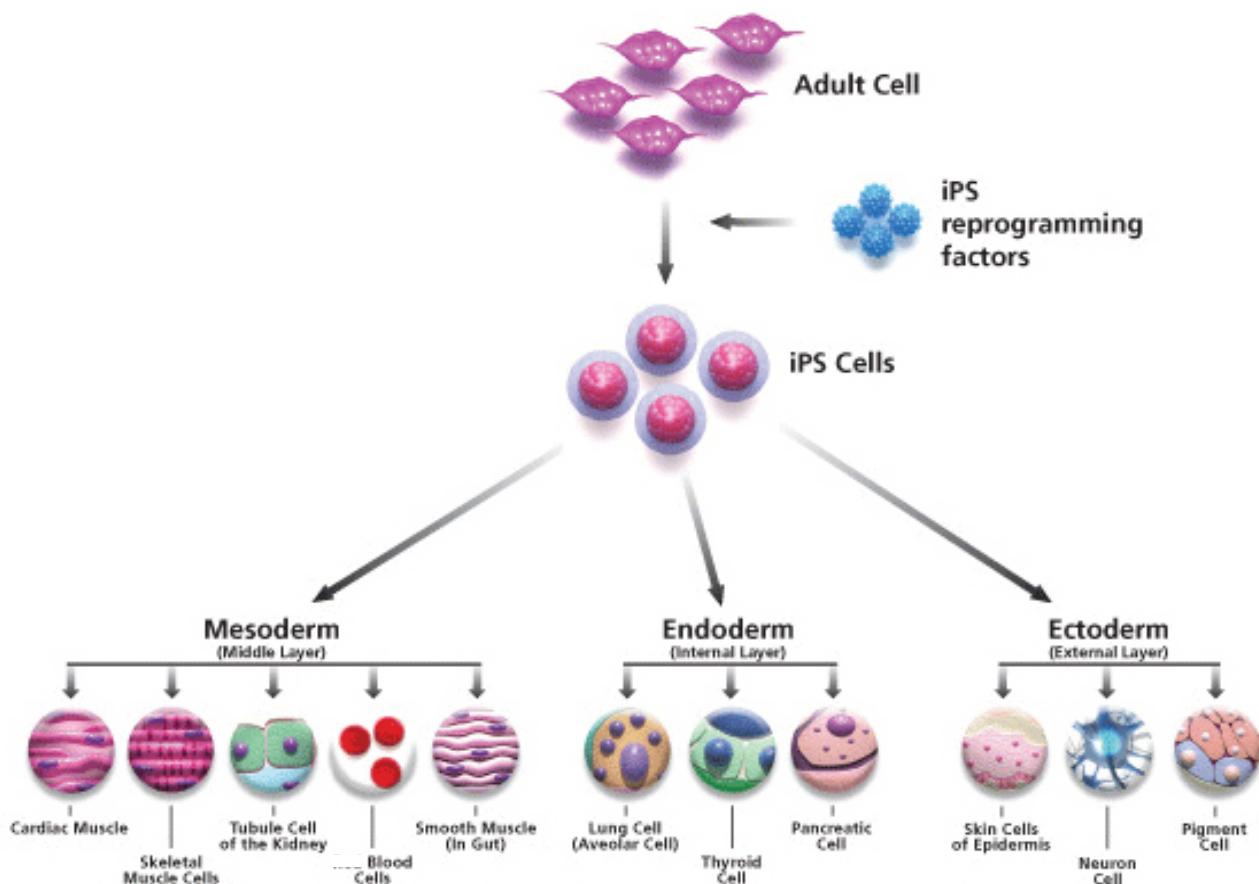 Adult Cell
iPS
reprogramming
factors
iPS Cells
Mesoderm
(Middle Layer)
Endoderm
(Internal Layer)
Ectoderm
(External Layer)
Cardiac Muscle
Skeletal
Muscle Cells
Tubule Cell
of the Kidney
Blood
Cells
Smooth Muscle
(In Gut)
Lung Cell
(Aveolar Cell)
Thyroid
Cell
Pancreatic
Cell
Skin Cells
of Epidermis
Neuron
Cell
Pigment
Cell